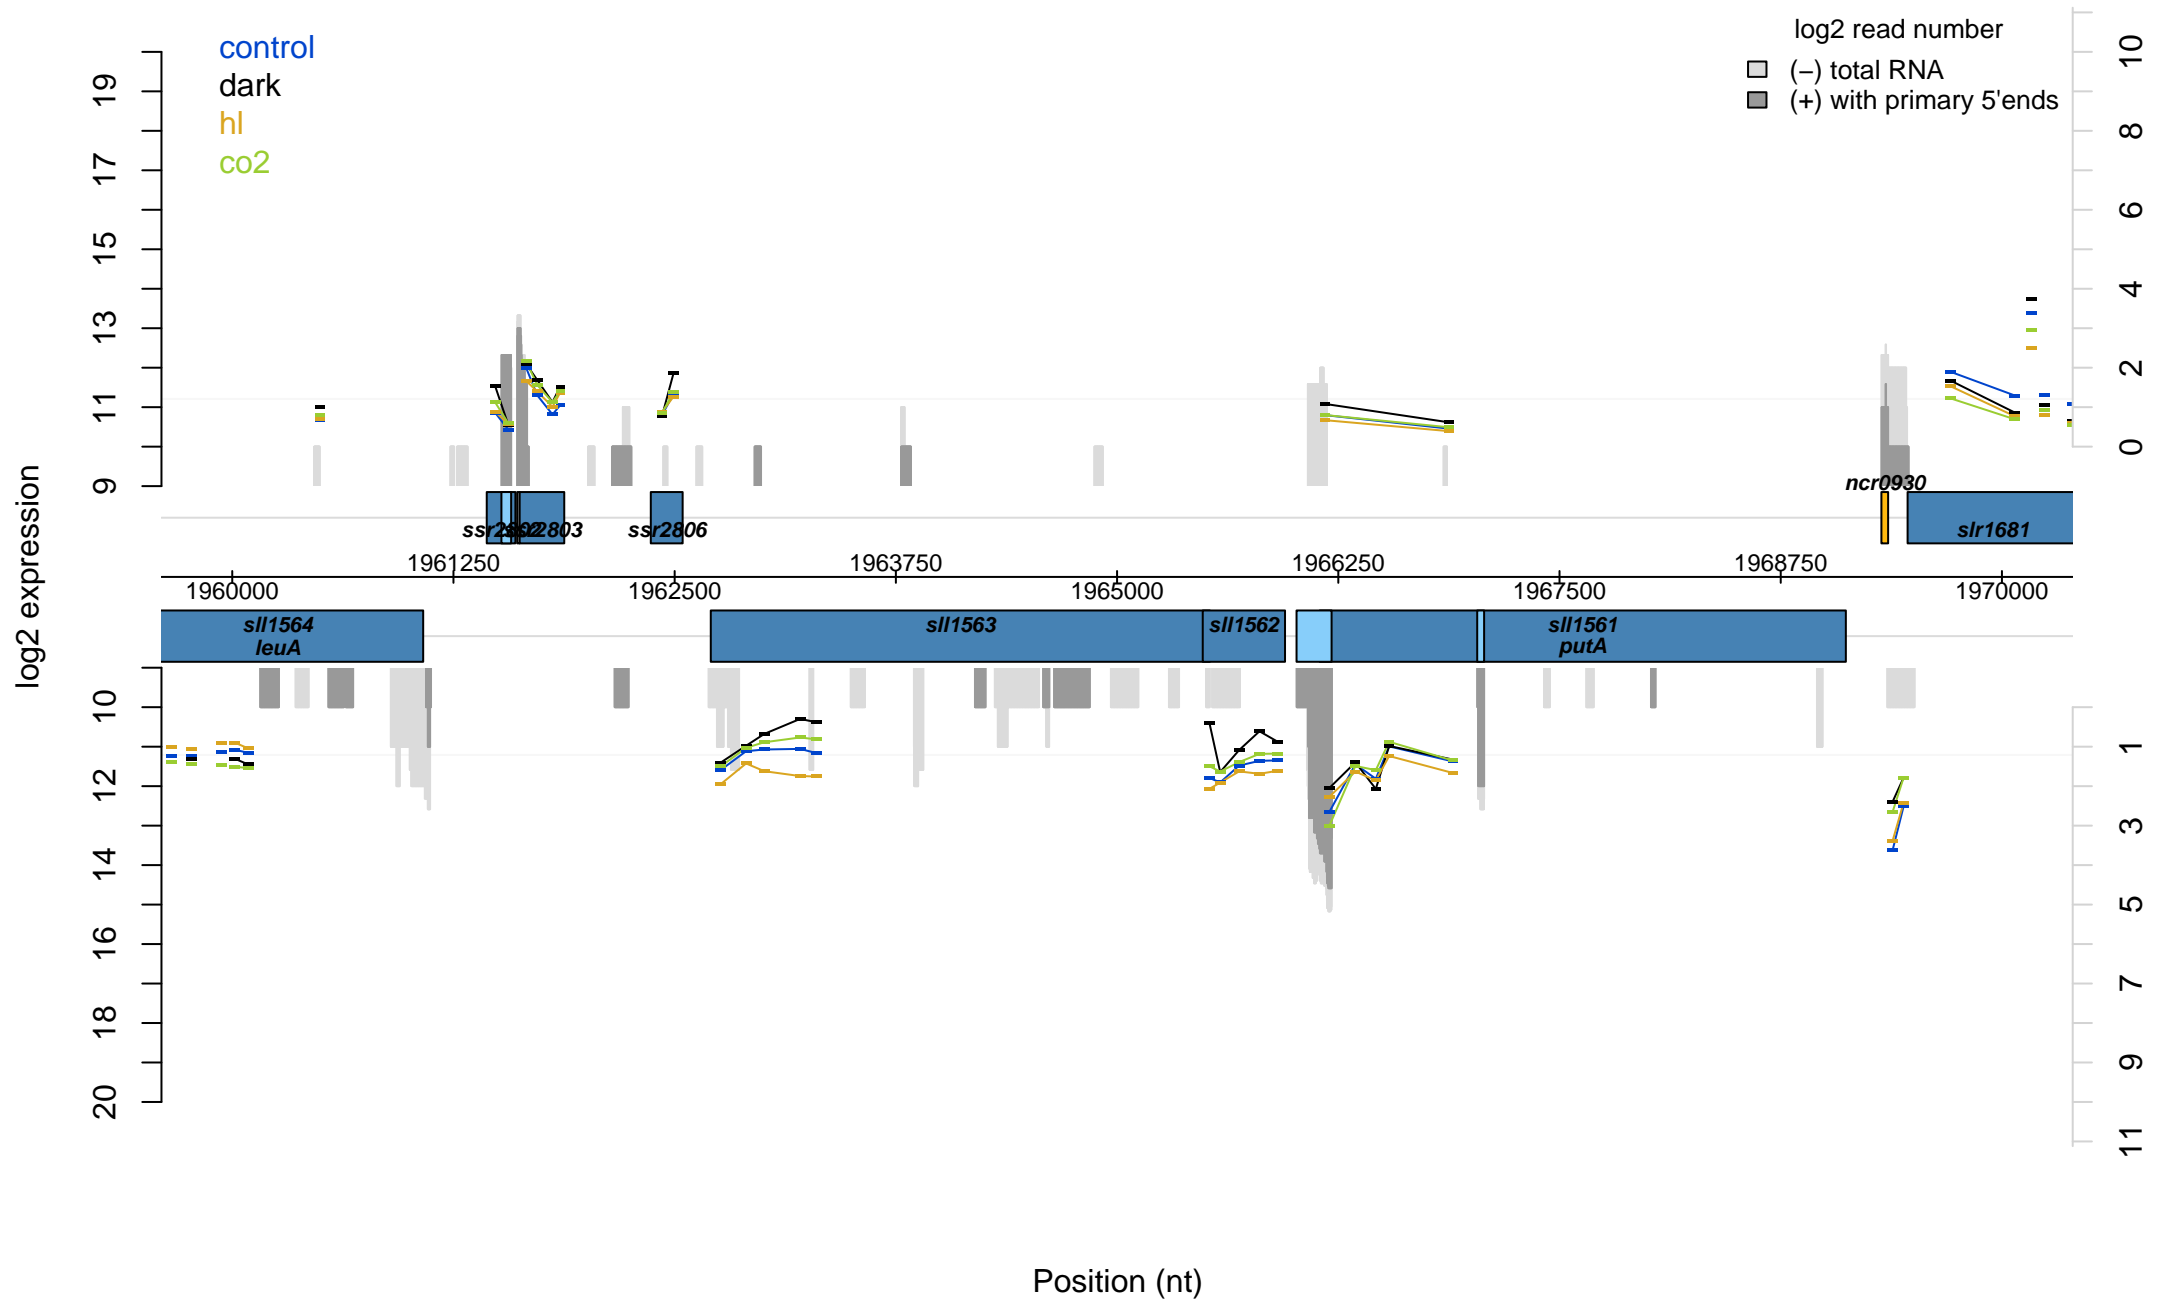 control
dark
hl
co2
log2 read number
(−) total RNA
(+) with primary 5'ends
19
17
15
13
11
9
10
8
6
4
2
0
log2 expression
ncr0930
ssr2802
ssr2803
ssr2806
slr1681
1961250
1963750
1966250
1968750
1960000
1962500
1965000
1967500
1970000
sll1564
leuA
sll1563
sll1562
sll1561
putA
10
12
14
16
18
20
1
3
5
7
9
11
Position (nt)